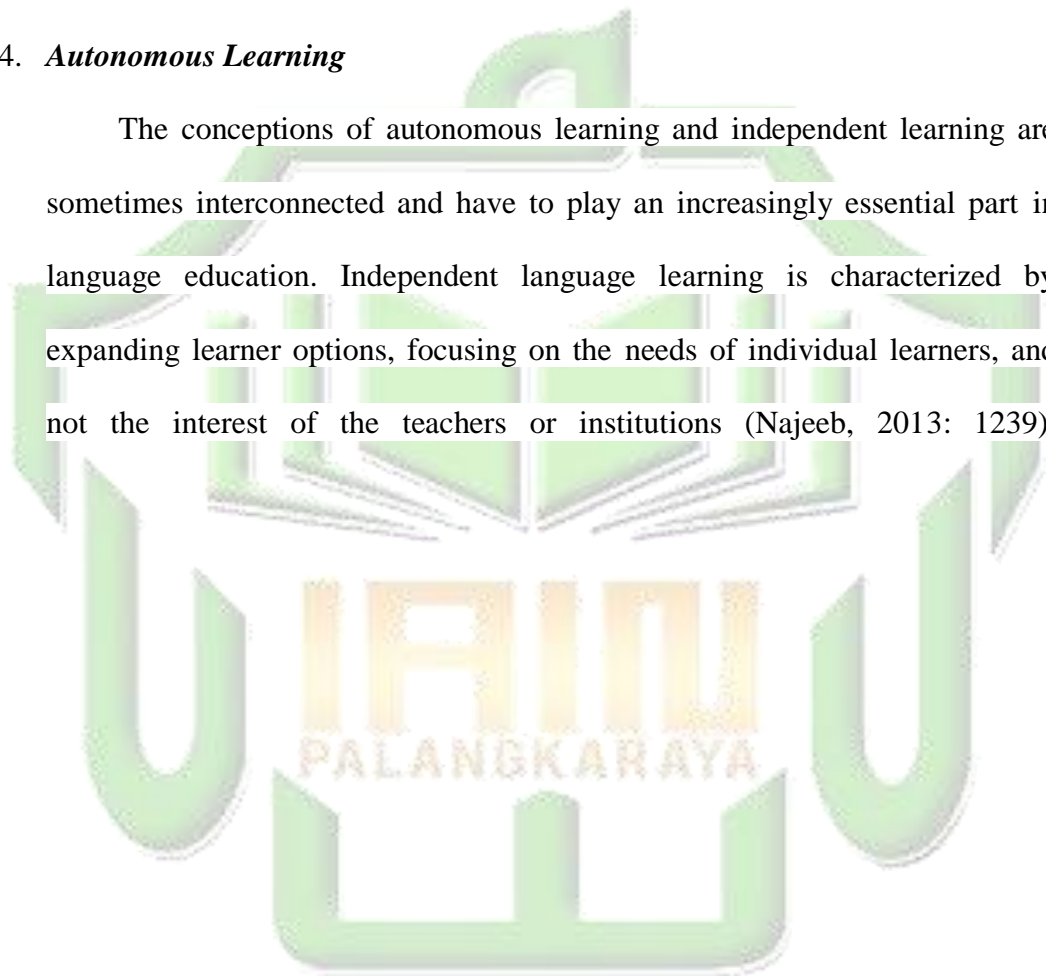 4. Autonomous Learning
The conceptions of autonomous learning and independent learning are
sometimes interconnected and have to play an increasingly essential part in
language education. Independent language learning is characterized by
expanding learner options, focusing on the needs of individual learners, and
not the interest of the teachers or institutions (Najeeb, 2013: 1239)
IAIN
PALANGKARAYA